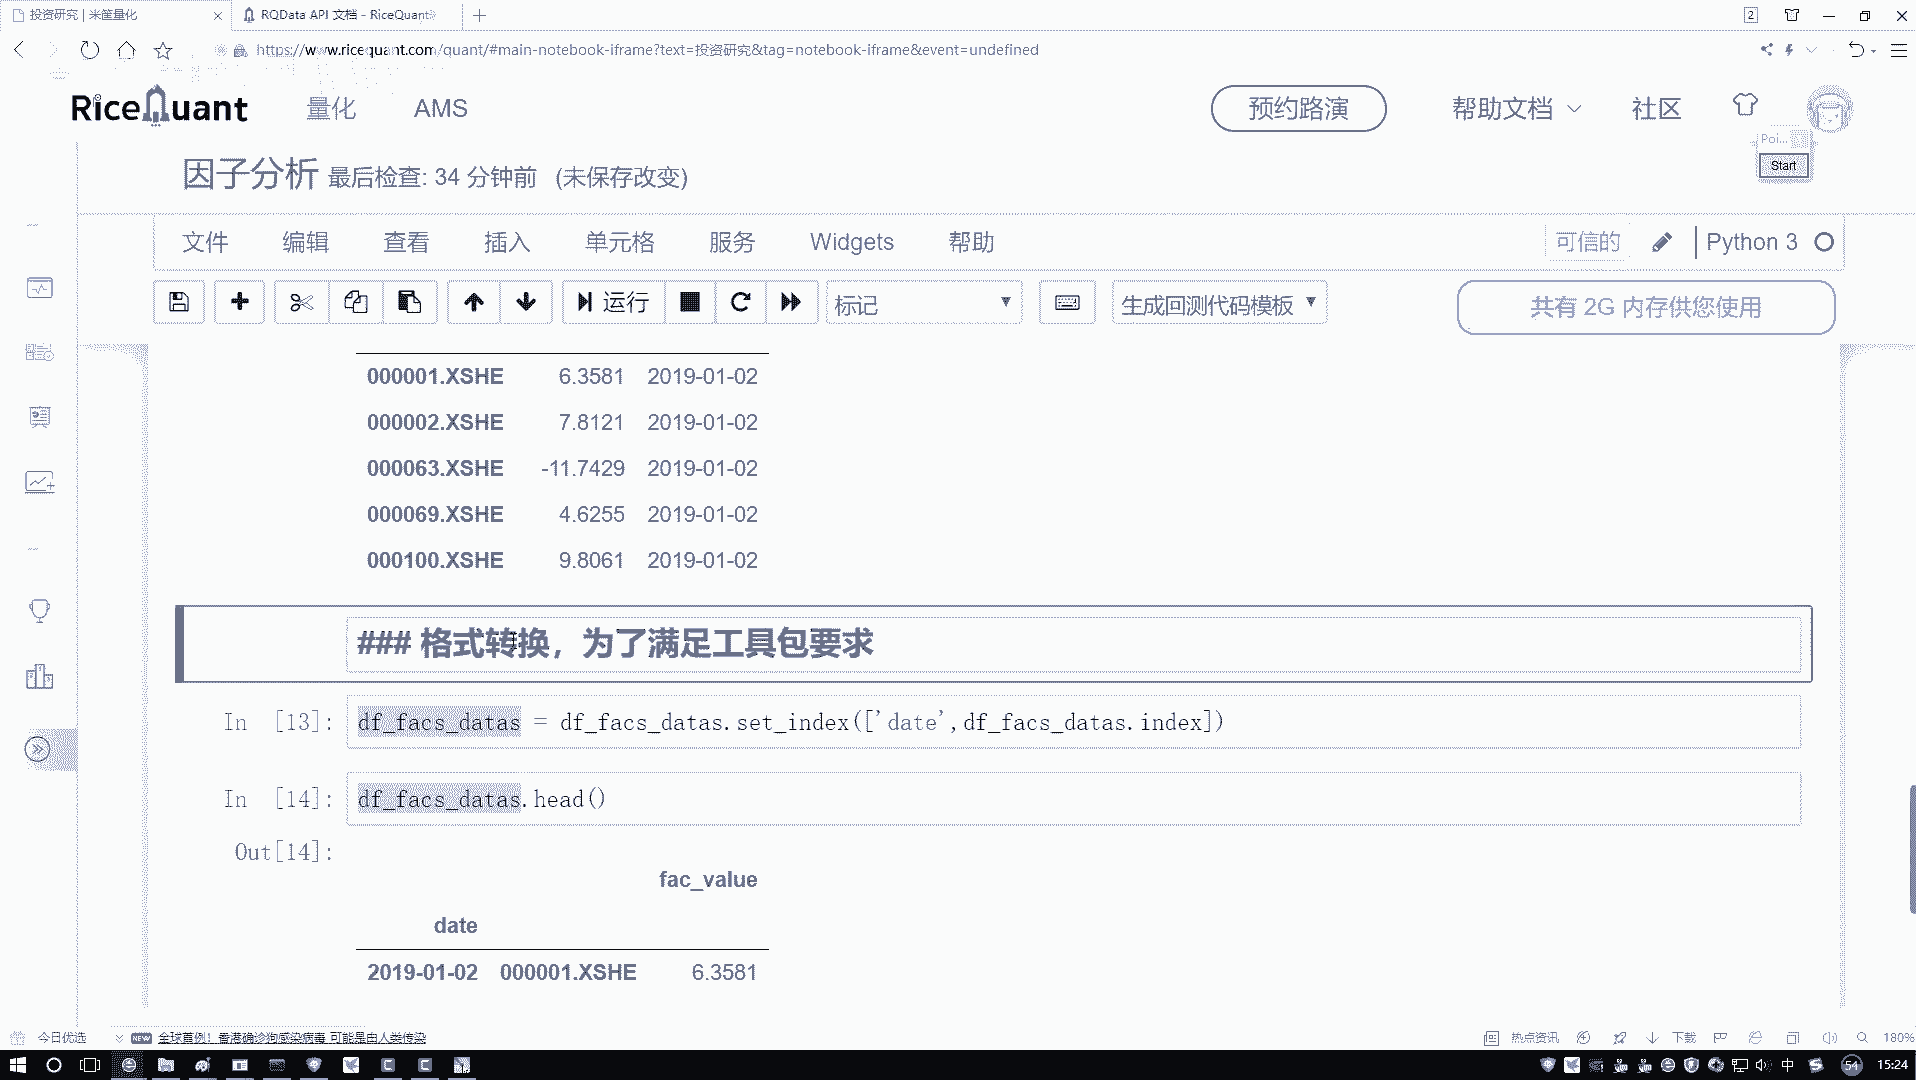 投资研究 | 米筐量化
RQData API 文档 - RiceQuant
2
https://www.ricequant.com/quant/#main-notebook-iframe?text=投资研究&tag=notebook-iframe&event=undefined
RiceQuant 量化 AMS 预约路演 帮助文档 社区
Poi...
Start
因子分析 最后检查: 34 分钟前 (未保存改变)
文件 编辑 查看 插入 单元格 服务 Widgets 帮助 可信的 Python 3
运行 标记 生成回测代码模板 共有 2G 内存供您使用
000001.XSHE 6.3581 2019-01-02
000002.XSHE 7.8121 2019-01-02
000063.XSHE -11.7429 2019-01-02
000069.XSHE 4.6255 2019-01-02
000100.XSHE 9.8061 2019-01-02
### 格式转换，为了满足工具包要求
In [13]: df_facs_datas = df_facs_datas.set_index(['date',df_facs_datas.index])
In [14]: df_facs_datas.head()
Out[14]:
fac_value
date
2019-01-02 000001.XSHE 6.3581
今日优选 NEW 全球首例！香港确诊狗感染病毒 可能是由人类传染 热点资讯 下载 180%
中 54 15:24